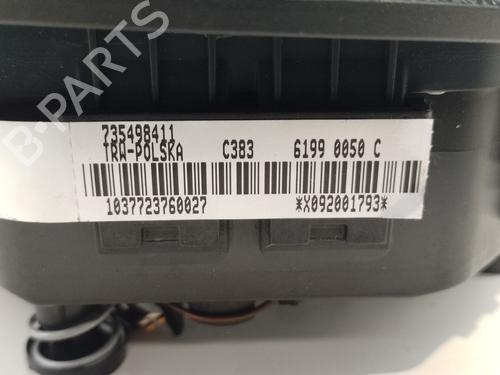 B-PARTS
735498411
TRW-POLSKA C383 6199 0050 C
1037723760027 *X092001793*